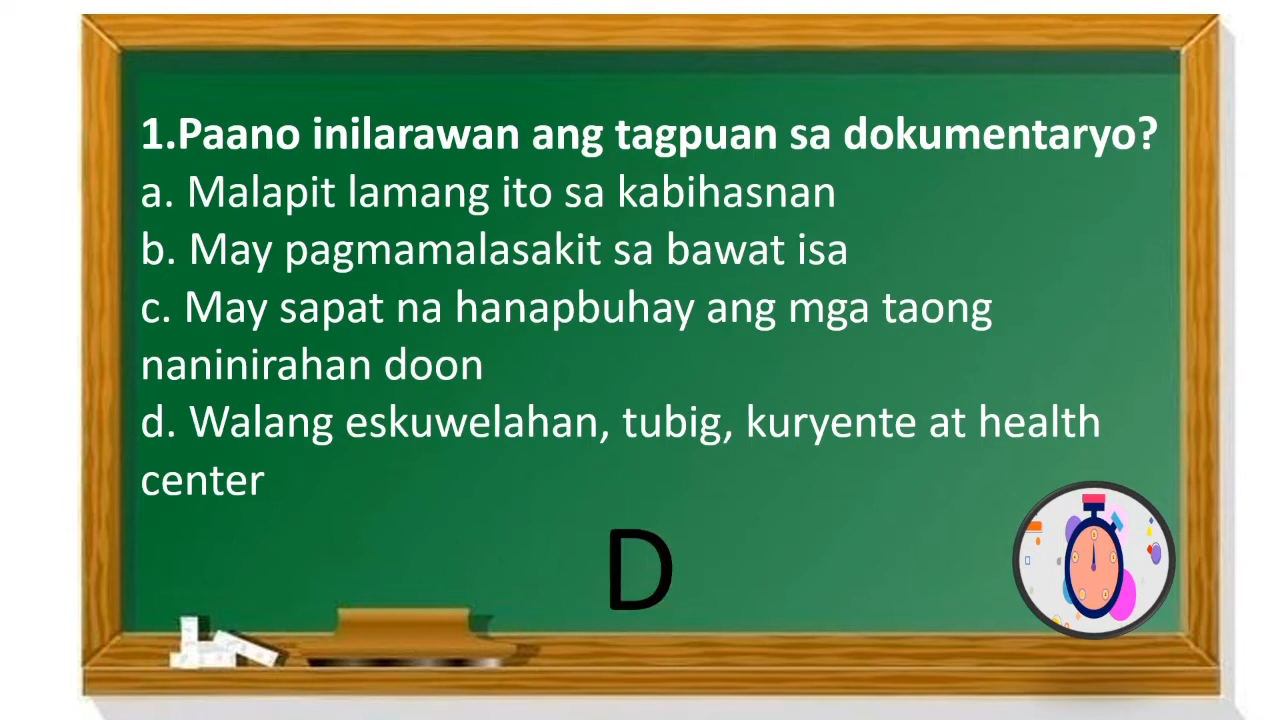 1.Paano inilarawan ang tagpuan sa dokumentaryo?
a. Malapit lamang ito sa kabihasnan
b. May pagmamalasakit sa bawat isa
c. May sapat na hanapbuhay ang mga taong
naninirahan doon
d. Walang eskuwelahan, tubig, kuryente at health
center
D